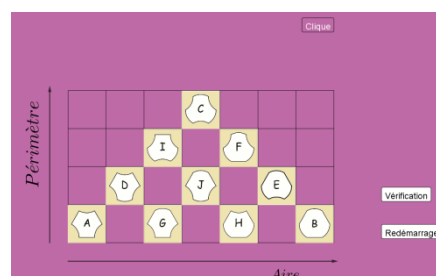 Clique
Périmètre
C
I F
D J E
A G H B
Vérification
Redémarrage
Aire